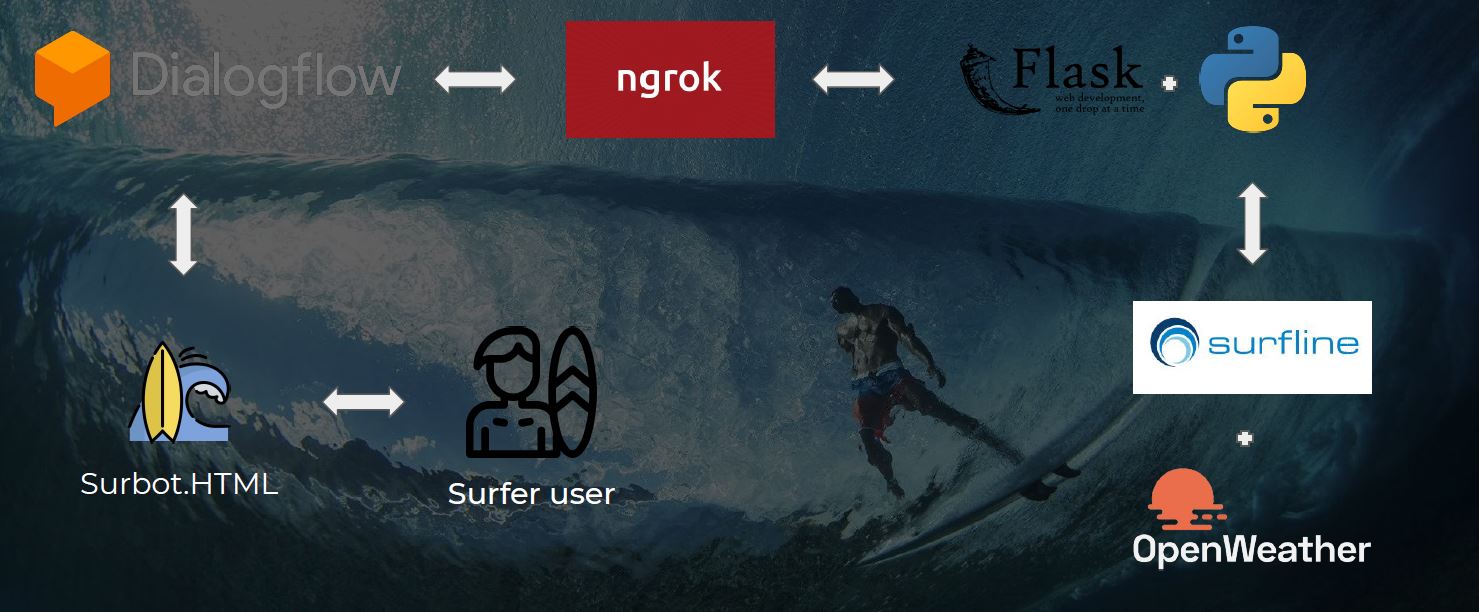 Dialogflow
ngrok
Flask
web development,
one drop at a time
surfline
Surbot.HTML
Surfer user
OpenWeather